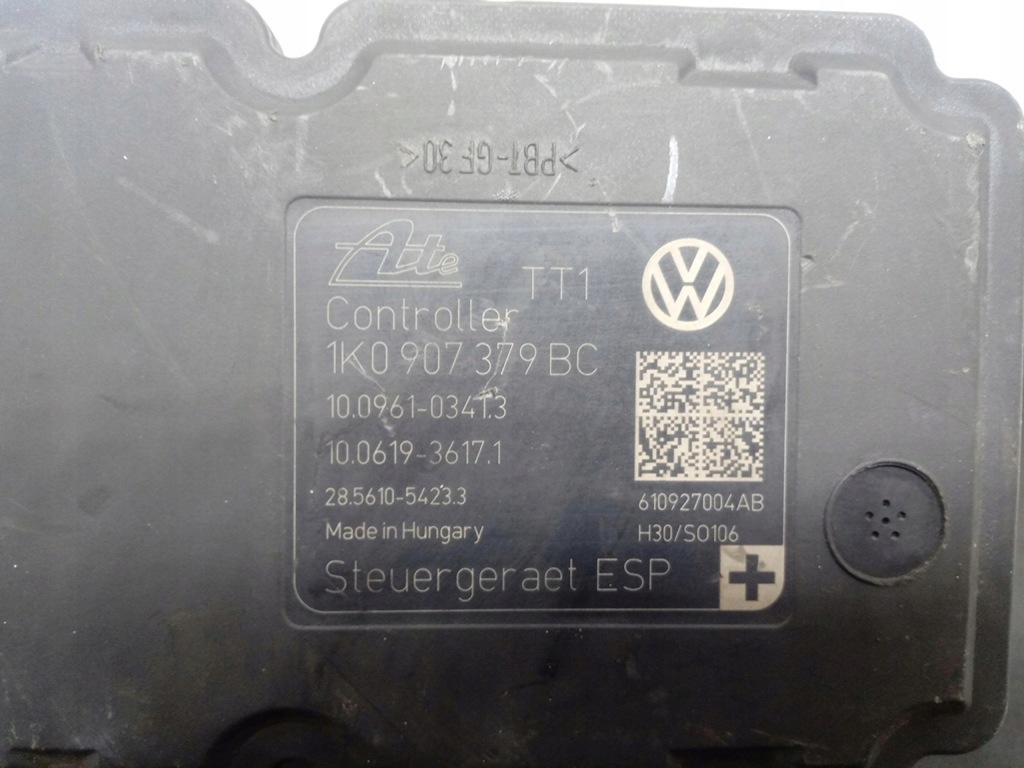 >PBT-GF30<
Ate
TT1
Controller
1K0 907 379 BC
10.0961-0341.3
10.0619-3617.1
28.5610-5423.3
610927004AB
Made in Hungary
H30/SO106
Steuergeraet ESP